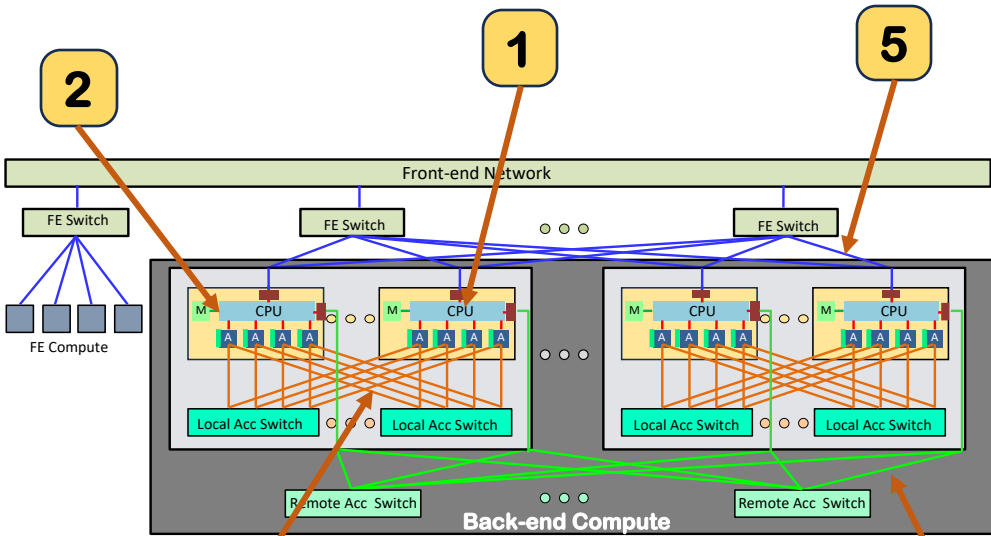 1
5
2
Front-end Network
FE Switch
FE Switch
FE Switch
FE Compute
M
CPU
A
A
A
A
M
CPU
A
A
A
A
M
CPU
A
A
A
A
M
CPU
A
A
A
A
Local Acc Switch
Local Acc Switch
Local Acc Switch
Local Acc Switch
Remote Acc Switch
Remote Acc Switch
Back-end Compute